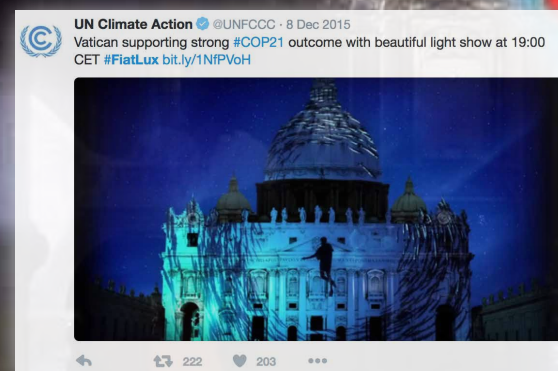 UN Climate Action @UNFCCC · 8 Dec 2015
Vatican supporting strong #COP21 outcome with beautiful light show at 19:00
CET #FiatLux bit.ly/1NfPVoH
222 203